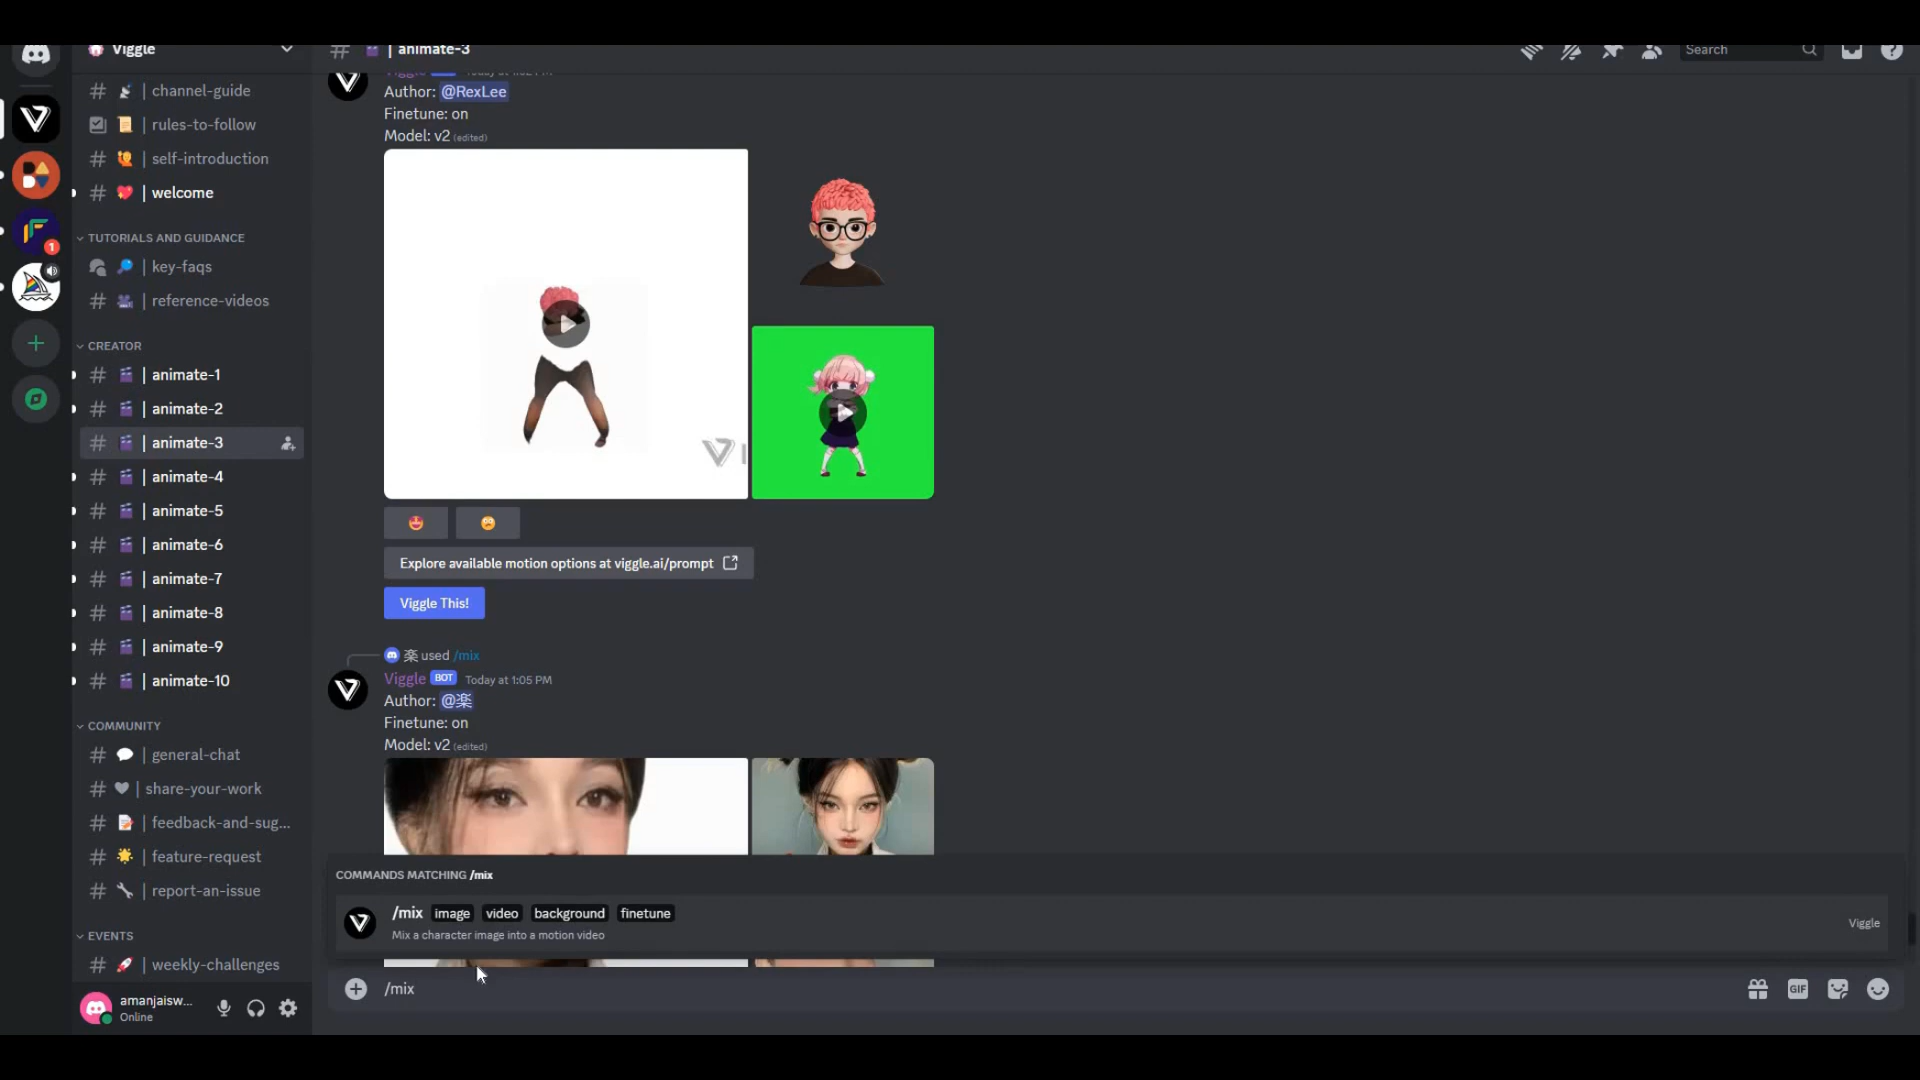 Viggle
| channel-guide
| rules-to-follow
| self-introduction
| welcome
TUTORIALS AND GUIDANCE
| key-faqs
| reference-videos
CREATOR
| animate-1
| animate-2
| animate-3
| animate-4
| animate-5
| animate-6
| animate-7
| animate-8
| animate-9
| animate-10
COMMUNITY
| general-chat
| share-your-work
| feedback-and-sug...
| feature-request
| report-an-issue
EVENTS
| weekly-challenges
amanjaisw...
Online
1
| animate-3
Search
Author: @RexLee
Finetune: on
Model: v2 (edited)
Explore available motion options at viggle.ai/prompt
Viggle This!
楽 used /mix
Viggle BOT Today at 1:05 PM
Author: @楽
Finetune: on
Model: v2 (edited)
COMMANDS MATCHING /mix
/mix image video background finetune
Mix a character image into a motion video
Viggle
/mix
GIF